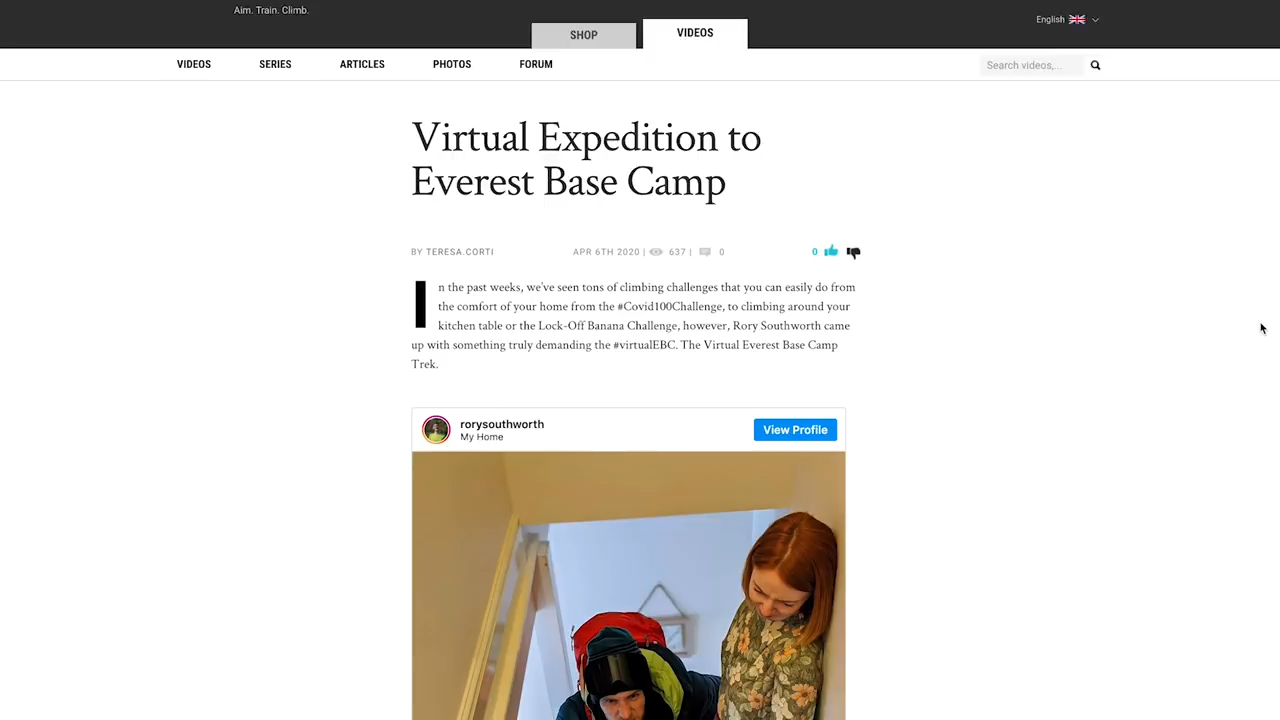 Aim. Train. Climb.
English
SHOP
VIDEOS
VIDEOS
SERIES
ARTICLES
PHOTOS
FORUM
Search videos,...
Virtual Expedition to
Everest Base Camp
BY TERESA.CORTI
APR 6TH 2020 | 637 | 0
0
In the past weeks, we've seen tons of climbing challenges that you can easily do from
the comfort of your home from the #Covid100Challenge, to climbing around your
kitchen table or the Lock-Off Banana Challenge, however, Rory Southworth came
up with something truly demanding the #virtualEBC. The Virtual Everest Base Camp
Trek.
rorysouthworth
My Home
View Profile